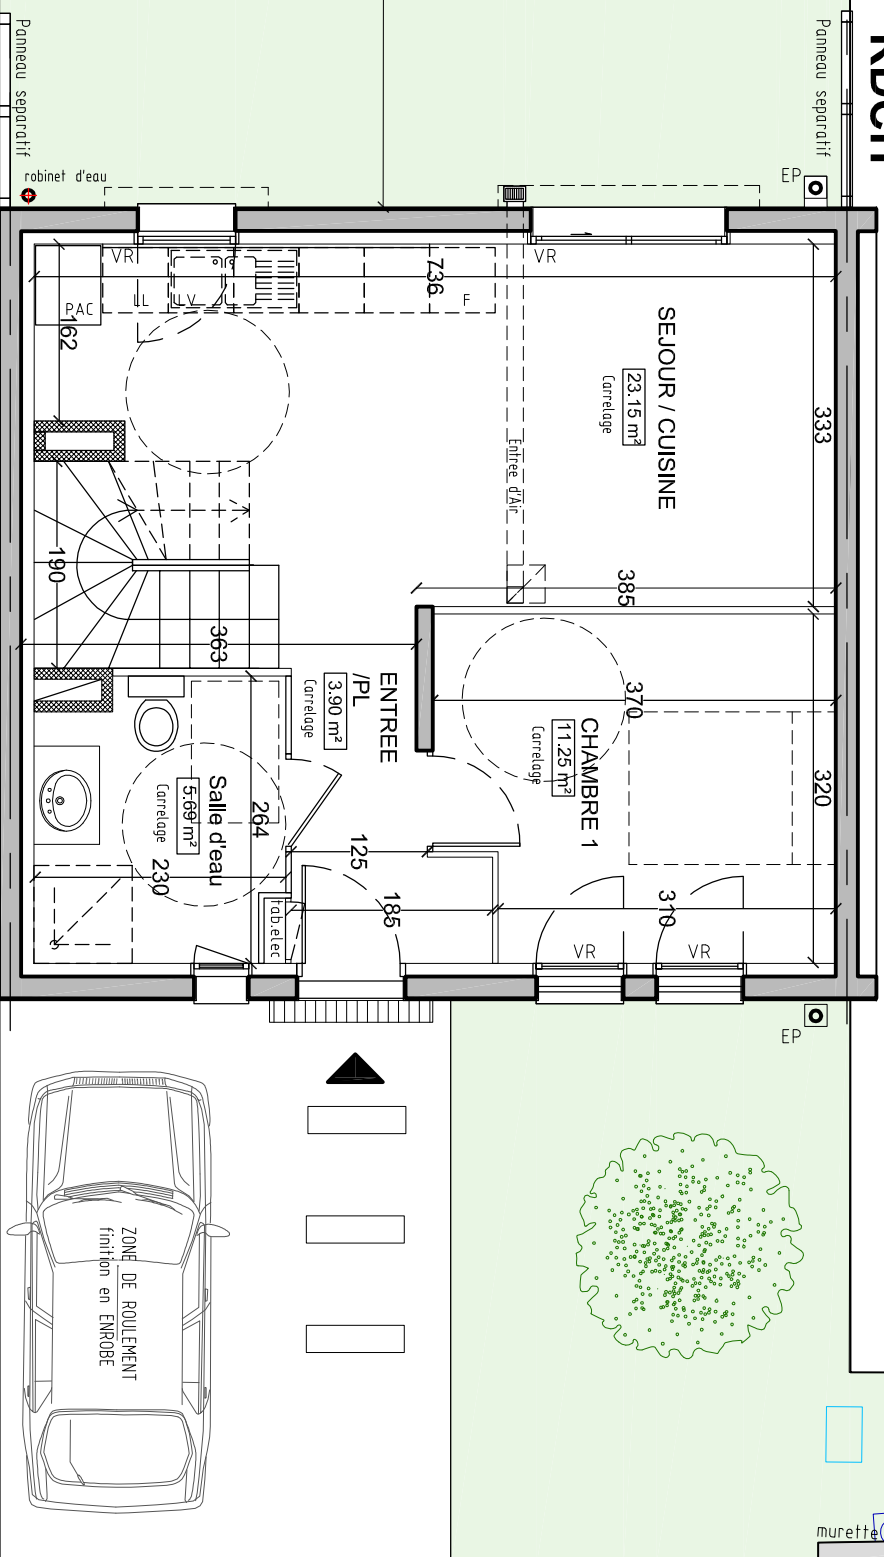 RDCH
Panneau séparatif
Panneau séparatif
robinet d'eau
EP
VR
VR
PAC
LL
LV
F
736
162
SEJOUR / CUISINE
23.15 m²
Carrelage
333
Entrée d'Air
190
385
363
ENTREE
/PL
3.90 m²
Carrelage
370
CHAMBRE 1
11.25 m²
Carrelage
320
Salle d'eau
5.69 m²
Carrelage
264
230
125
185
310
tab.elec
VR
VR
EP
ZONE DE ROULEMENT
finition en ENROBE
murette